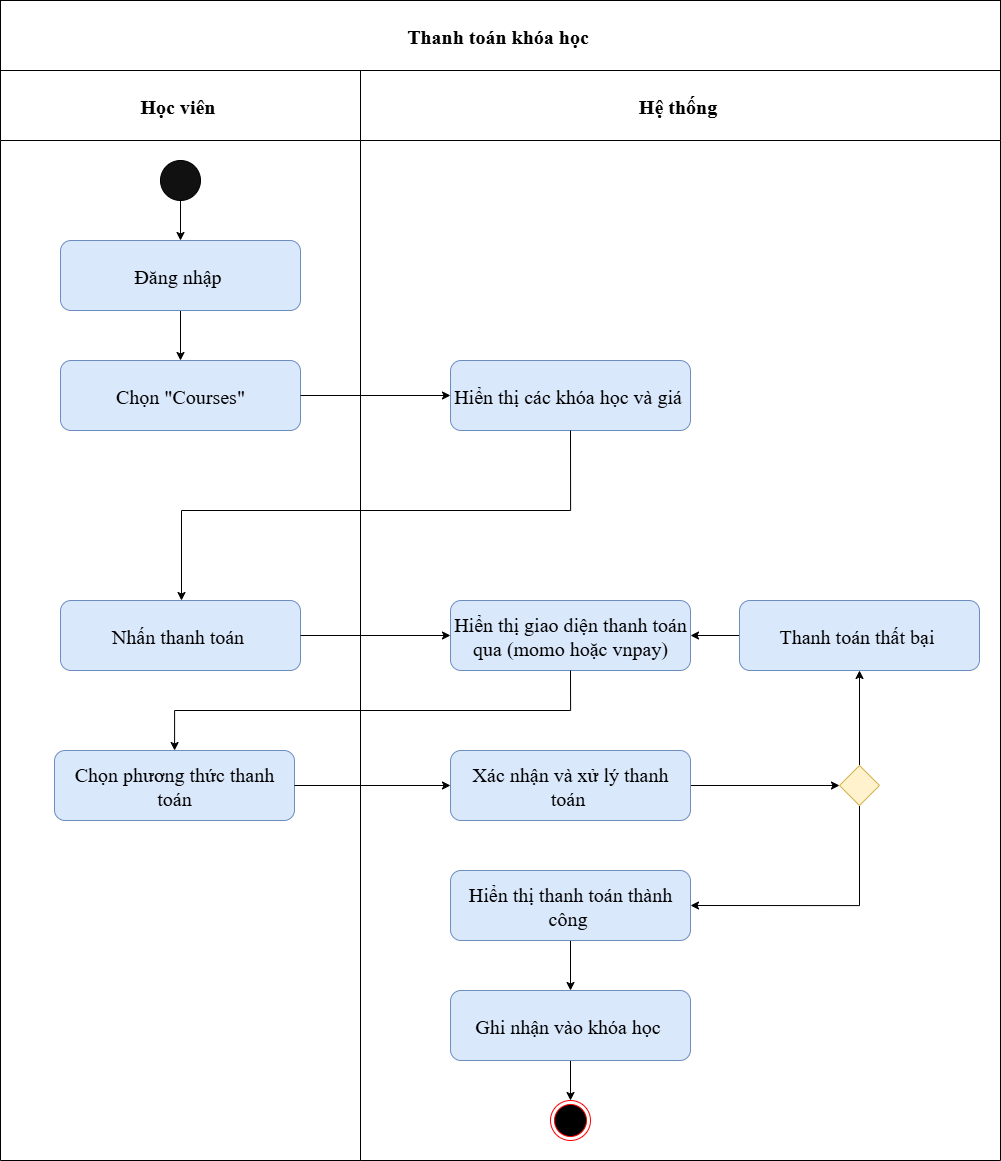 Thanh toán khóa học
Học viên
Hệ thống
Đăng nhập
Chọn "Courses"
Hiển thị các khóa học và giá
Nhấn thanh toán
Hiển thị giao diện thanh toán
qua (momo hoặc vnpay)
Thanh toán thất bại
Chọn phương thức thanh
toán
Xác nhận và xử lý thanh
toán
Hiển thị thanh toán thành
công
Ghi nhận vào khóa học